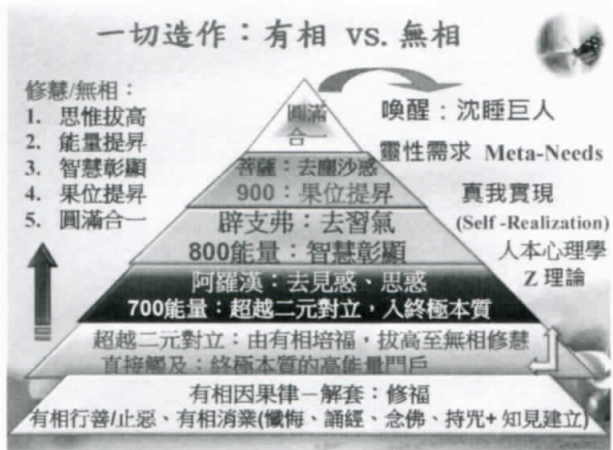 一切造作：有相 vs. 無相
修慧/無相：
1. 思惟拔高
2. 能量提昇
3. 智慧彰顯
4. 果位提昇
5. 圓滿合一
圓滿
合一
菩薩：去塵沙惑
900：果位提昇
辟支弗：去習氣
800能量：智慧彰顯
阿羅漢：去見惑、思惑
700能量：超越二元對立，入終極本質
超越二元對立：由有相培福，拔高至無相修慧
直接觸及：終極本質的高能量門戶
有相因果律－解套：修福
有相行善/止惡、有相消業(懺悔、誦經、念佛、持咒+ 知見建立)
喚醒：沈睡巨人
靈性需求 Meta-Needs
真我實現
(Self -Realization)
人本心理學
Z 理論